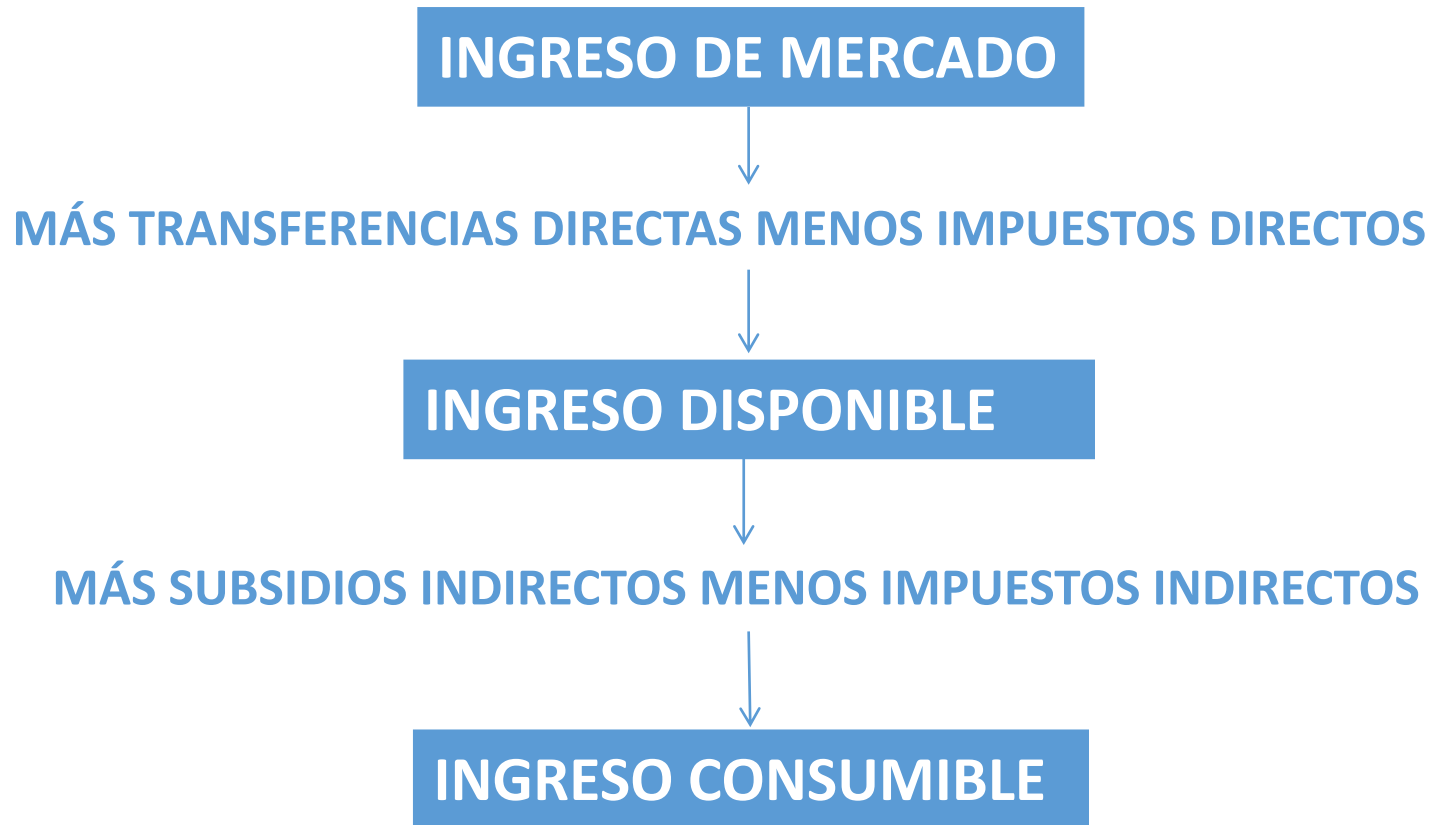 INGRESO DE MERCADO
MÁS TRANSFERENCIAS DIRECTAS MENOS IMPUESTOS DIRECTOS
INGRESO DISPONIBLE
MÁS SUBSIDIOS INDIRECTOS MENOS IMPUESTOS INDIRECTOS
INGRESO CONSUMIBLE